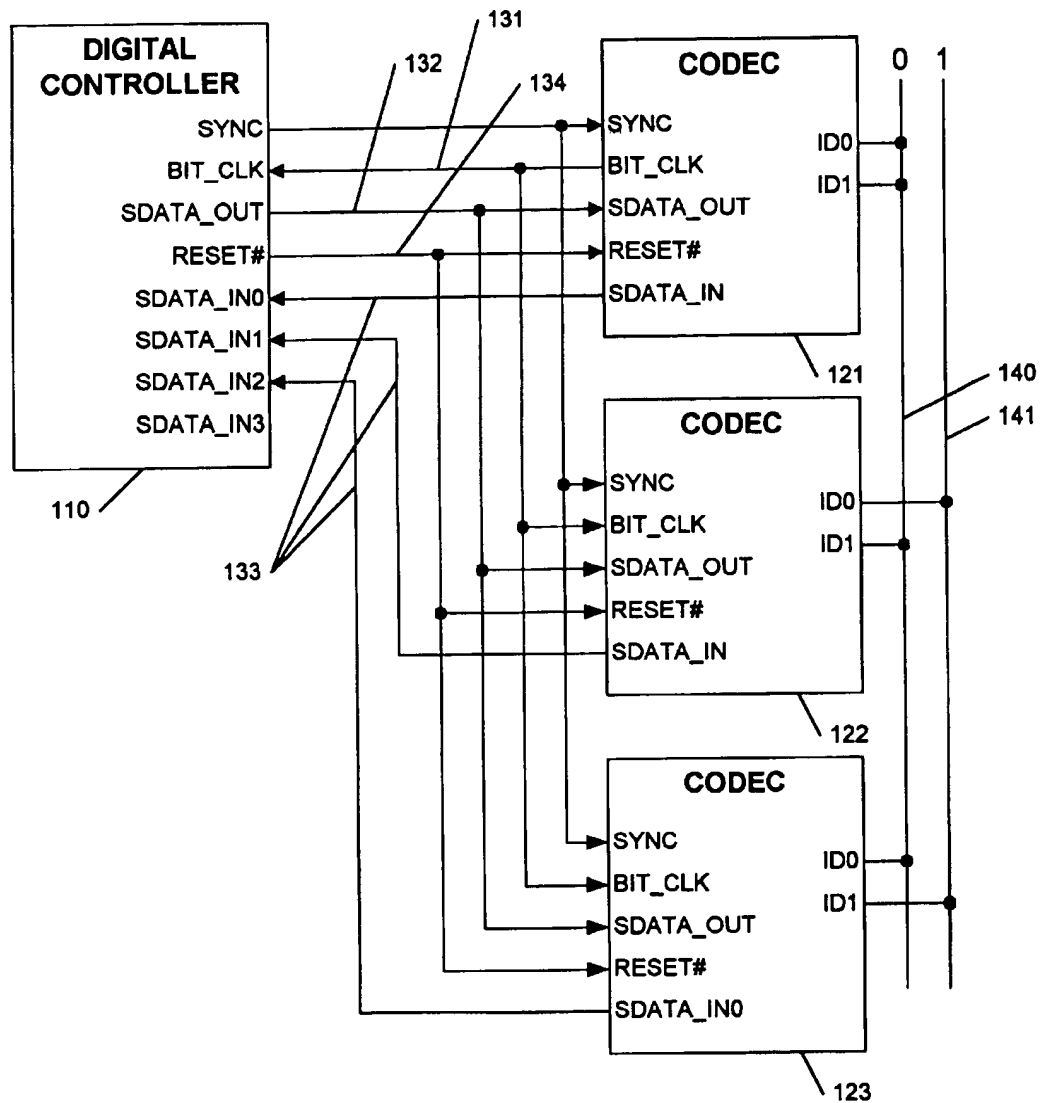 DIGITAL
CONTROLLER
SYNC
BIT_CLK
SDATA_OUT
RESET#
SDATA_IN0
SDATA_IN1
SDATA_IN2
SDATA_IN3
110
131
132
134
133
CODEC
SYNC
BIT_CLK
SDATA_OUT
RESET#
SDATA_IN
ID0
ID1
121
0 1
140
141
CODEC
SYNC
BIT_CLK
SDATA_OUT
RESET#
SDATA_IN
ID0
ID1
122
CODEC
SYNC
BIT_CLK
SDATA_OUT
RESET#
SDATA_IN0
ID0
ID1
123